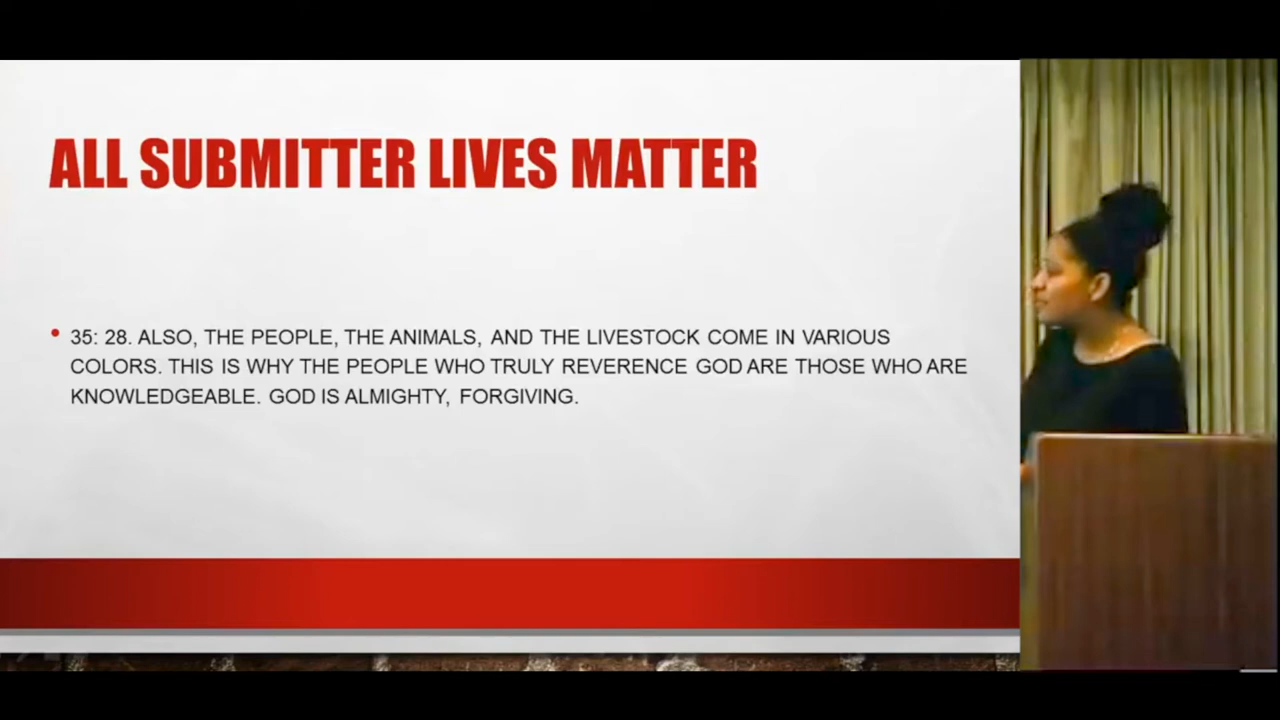 ALL SUBMITTER LIVES MATTER
• 35: 28. ALSO, THE PEOPLE, THE ANIMALS, AND THE LIVESTOCK COME IN VARIOUS
COLORS. THIS IS WHY THE PEOPLE WHO TRULY REVERENCE GOD ARE THOSE WHO ARE
KNOWLEDGEABLE. GOD IS ALMIGHTY, FORGIVING.